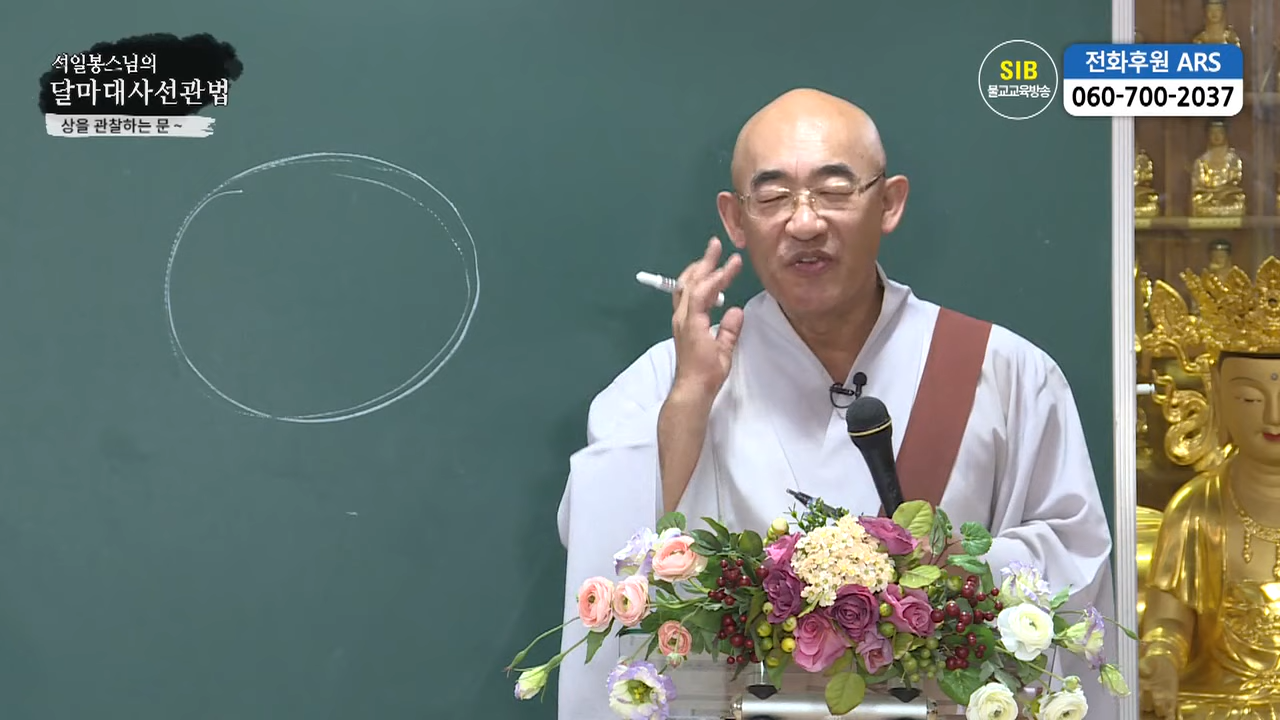 석일봉스님의
달마대사선관법
상을 관찰하는 문 ~
SIB
불교교육방송
전화후원 ARS
060-700-2037